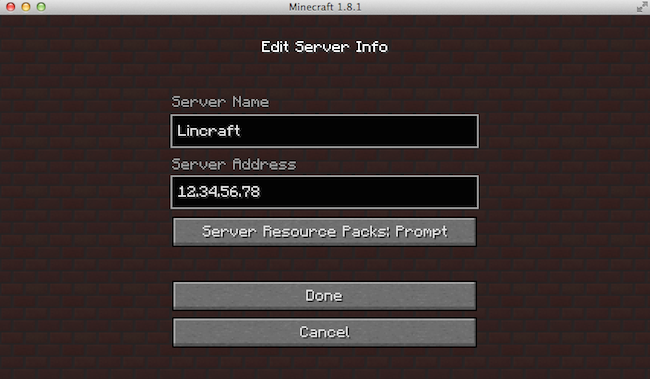 Minecraft 1.8.1
Edit Server Info
Server Name
Lincraft
Server Address
12.34.56.78
Server Resource Packs: Prompt
Done
Cancel